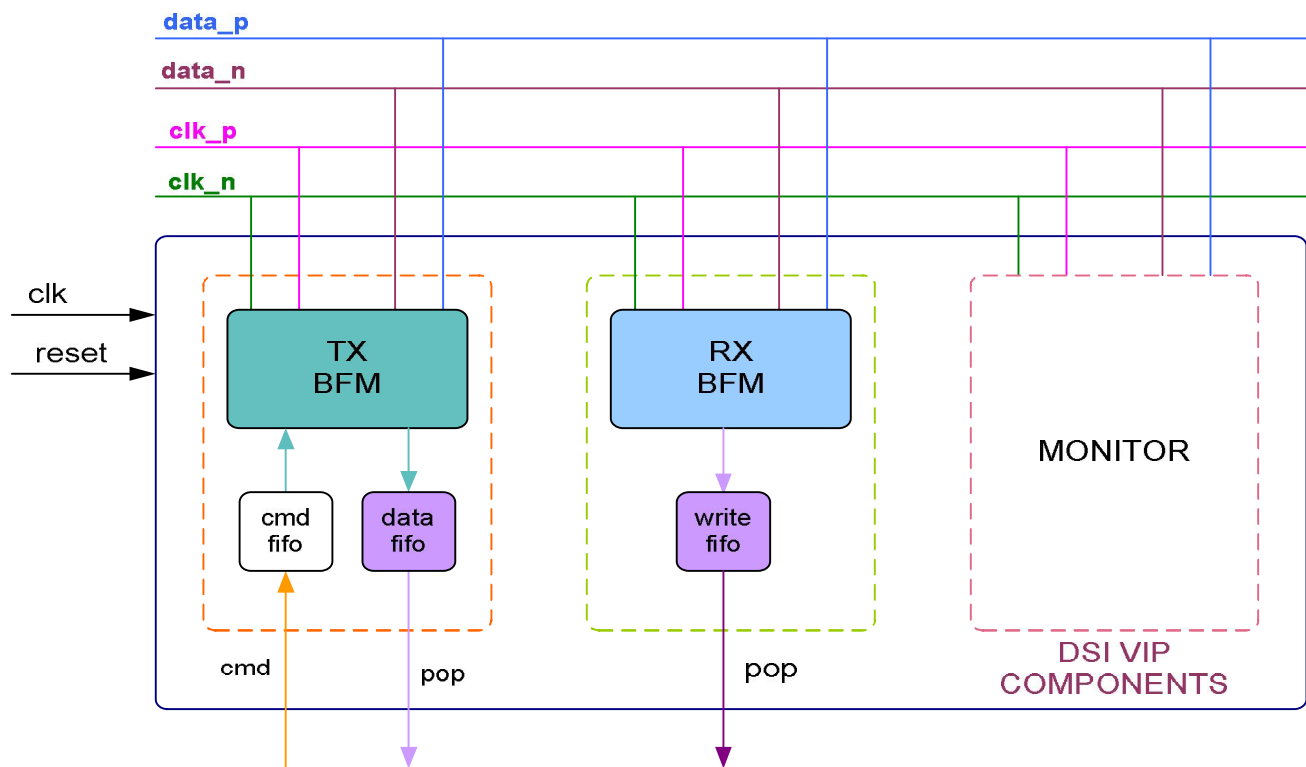 data_p
data_n
clk_p
clk_n
clk
reset
TX
BFM
RX
BFM
MONITOR
cmd
fifo
data
fifo
write
fifo
cmd
pop
pop
DSI VIP
COMPONENTS